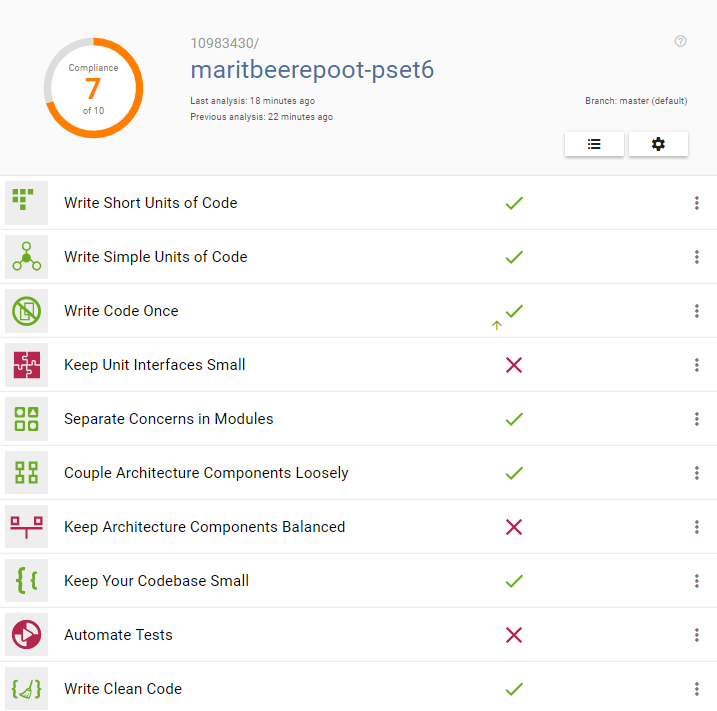 Compliance
7
of 10
10983430/
maritbeerepoot-pset6
Last analysis: 18 minutes ago
Previous analysis: 22 minutes ago
Branch: master (default)
Write Short Units of Code
Write Simple Units of Code
Write Code Once
Keep Unit Interfaces Small
Separate Concerns in Modules
Couple Architecture Components Loosely
Keep Architecture Components Balanced
Keep Your Codebase Small
Automate Tests
Write Clean Code